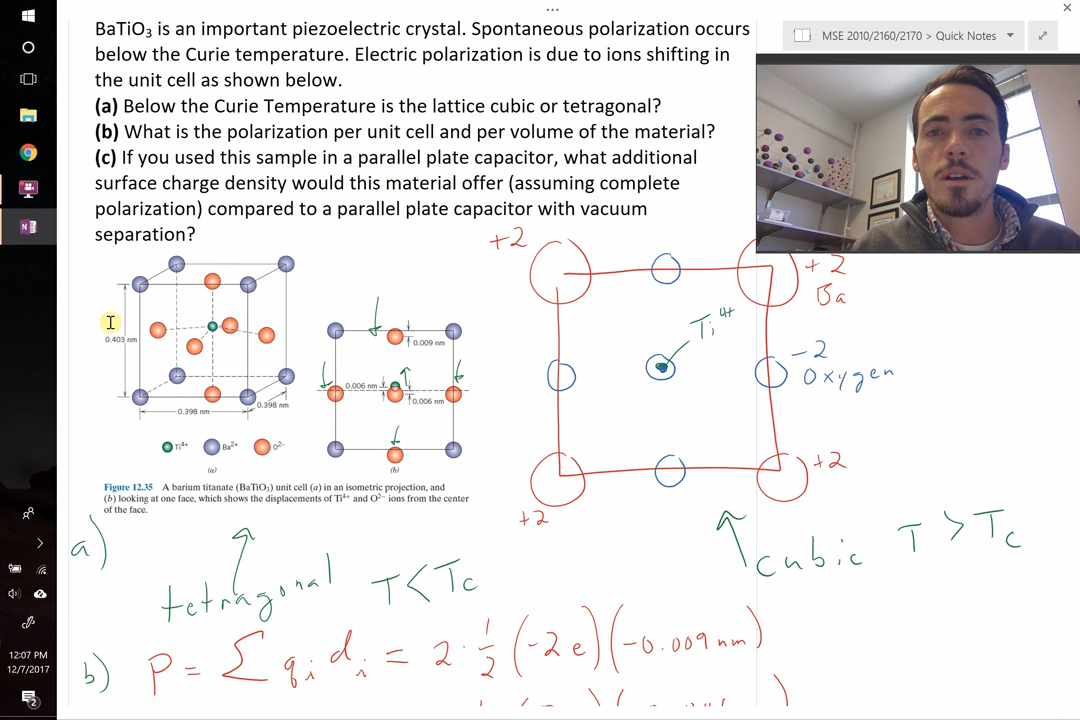 BaTiO3 is an important piezoelectric crystal. Spontaneous polarization occurs
below the Curie temperature. Electric polarization is due to ions shifting in
the unit cell as shown below.
(a) Below the Curie Temperature is the lattice cubic or tetragonal?
(b) What is the polarization per unit cell and per volume of the material?
(c) If you used this sample in a parallel plate capacitor, what additional
surface charge density would this material offer (assuming complete
polarization) compared to a parallel plate capacitor with vacuum
separation?
MSE 2010/2160/2170 > Quick Notes
+2
+2
Ba
Ti 4+
-2
Oxygen
+2
+2
0.403 nm
0.398 nm
0.398 nm
0.009 nm
0.006 nm
0.006 nm
Ti4+
Ba2+
O2-
(a)
(b)
Figure 12.35 A barium titanate (BaTiO3) unit cell (a) in an isometric projection, and
(b) looking at one face, which shows the displacements of Ti4+ and O2- ions from the center
of the face.
a)
tetragonal T < Tc
cubic T > Tc
b) P = Σ qi di = 2 · 1/2 (-2e)(-0.009 nm)
12:07 PM
12/7/2017
2